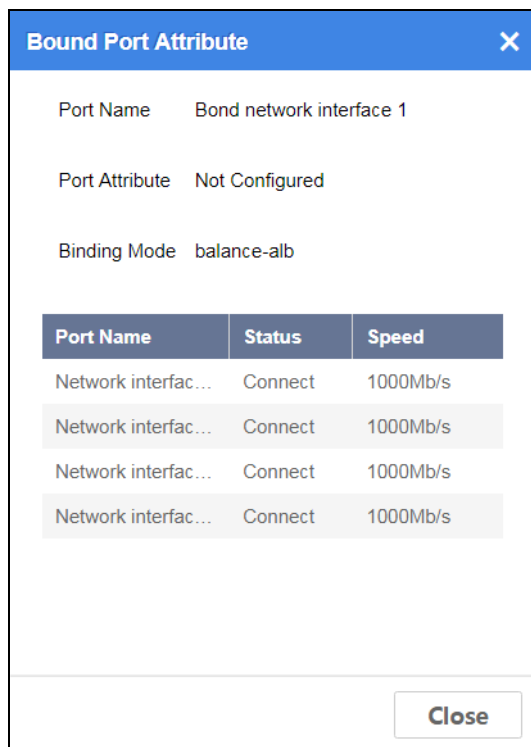 Bound Port Attribute
Port Name Bond network interface 1
Port Attribute Not Configured
Binding Mode balance-alb
Port Name Status Speed
Network interfac... Connect 1000Mb/s
Network interfac... Connect 1000Mb/s
Network interfac... Connect 1000Mb/s
Network interfac... Connect 1000Mb/s
Close